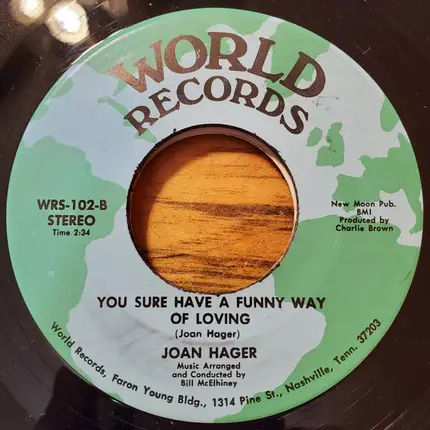 WORLD
RECORDS
WRS-102-B
STEREO
Time 2:34
New Moon Pub.
BMI
Produced by
Charlie Brown
YOU SURE HAVE A FUNNY WAY
OF LOVING
(Joan Hager)
JOAN HAGER
Music Arranged
and Conducted by
Bill McElhiney
World Records, Faron Young Bldg., 1314 Pine St., Nashville, Tenn. 37203